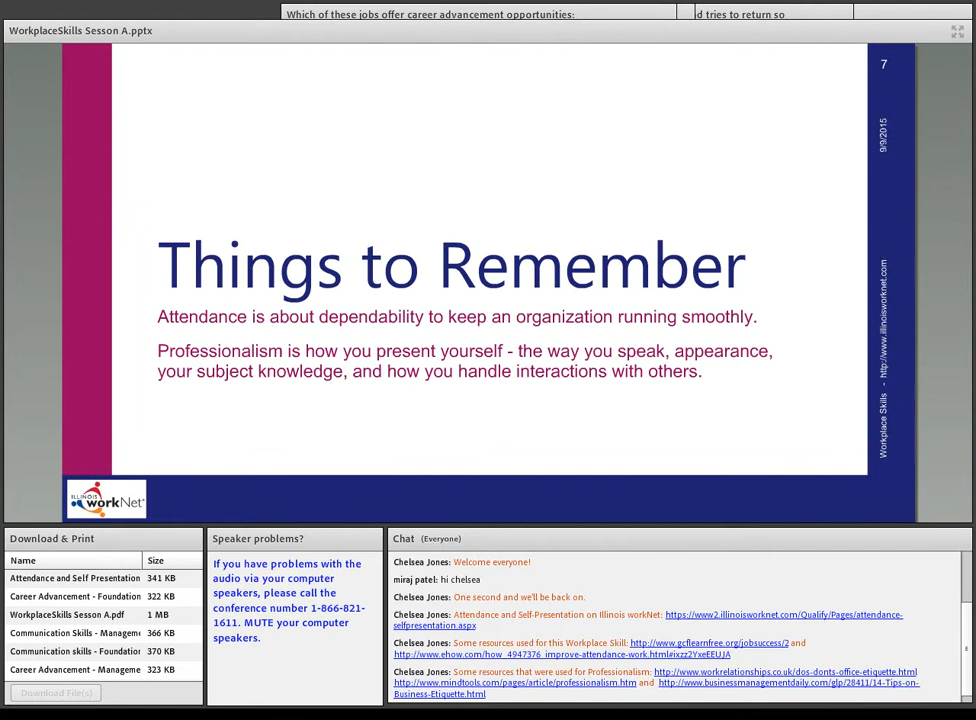 Which of these jobs offer career advancement opportunities:
d tries to return so
WorkplaceSkills Sesson A.pptx
7
9/9/2015
Things to Remember
Attendance is about dependability to keep an organization running smoothly.
Professionalism is how you present yourself - the way you speak, appearance,
your subject knowledge, and how you handle interactions with others.
Workplace Skills - http://www.illinoisworknet.com
ILLINOIS
workNet
Download & Print
Name Size
Attendance and Self Presentation 341 KB
Career Advancement - Foundation 322 KB
WorkplaceSkills Sesson A.pdf 1 MB
Communication Skills - Manageme 366 KB
Communication skills - Foundation 370 KB
Career Advancement - Manageme 323 KB
Download File(s)
Speaker problems?
If you have problems with the
audio via your computer
speakers, please call the
conference number 1-866-821-
1611. MUTE your computer
speakers.
Chat (Everyone)
Chelsea Jones: Welcome everyone!
miraj patel: hi chelsea
Chelsea Jones: One second and we'll be back on.
Chelsea Jones: Attendance and Self-Presentation on Illinois workNet: https://www2.illinoisworknet.com/Qualify/Pages/attendance-
selfpresentation.aspx
Chelsea Jones: Some resources used for this Workplace Skill: http://www.gcflearnfree.org/jobsuccess/2 and
http://www.ehow.com/how_4947376_improve-attendance-work.html#ixzz2YxeEEUJA
Chelsea Jones: Some resources that were used for Professionalism: http://www.workrelationships.co.uk/dos-donts-office-etiquette.html
http://www.mindtools.com/pages/article/professionalism.htm and http://www.businessmanagementdaily.com/glp/28411/14-Tips-on-
Business-Etiquette.html